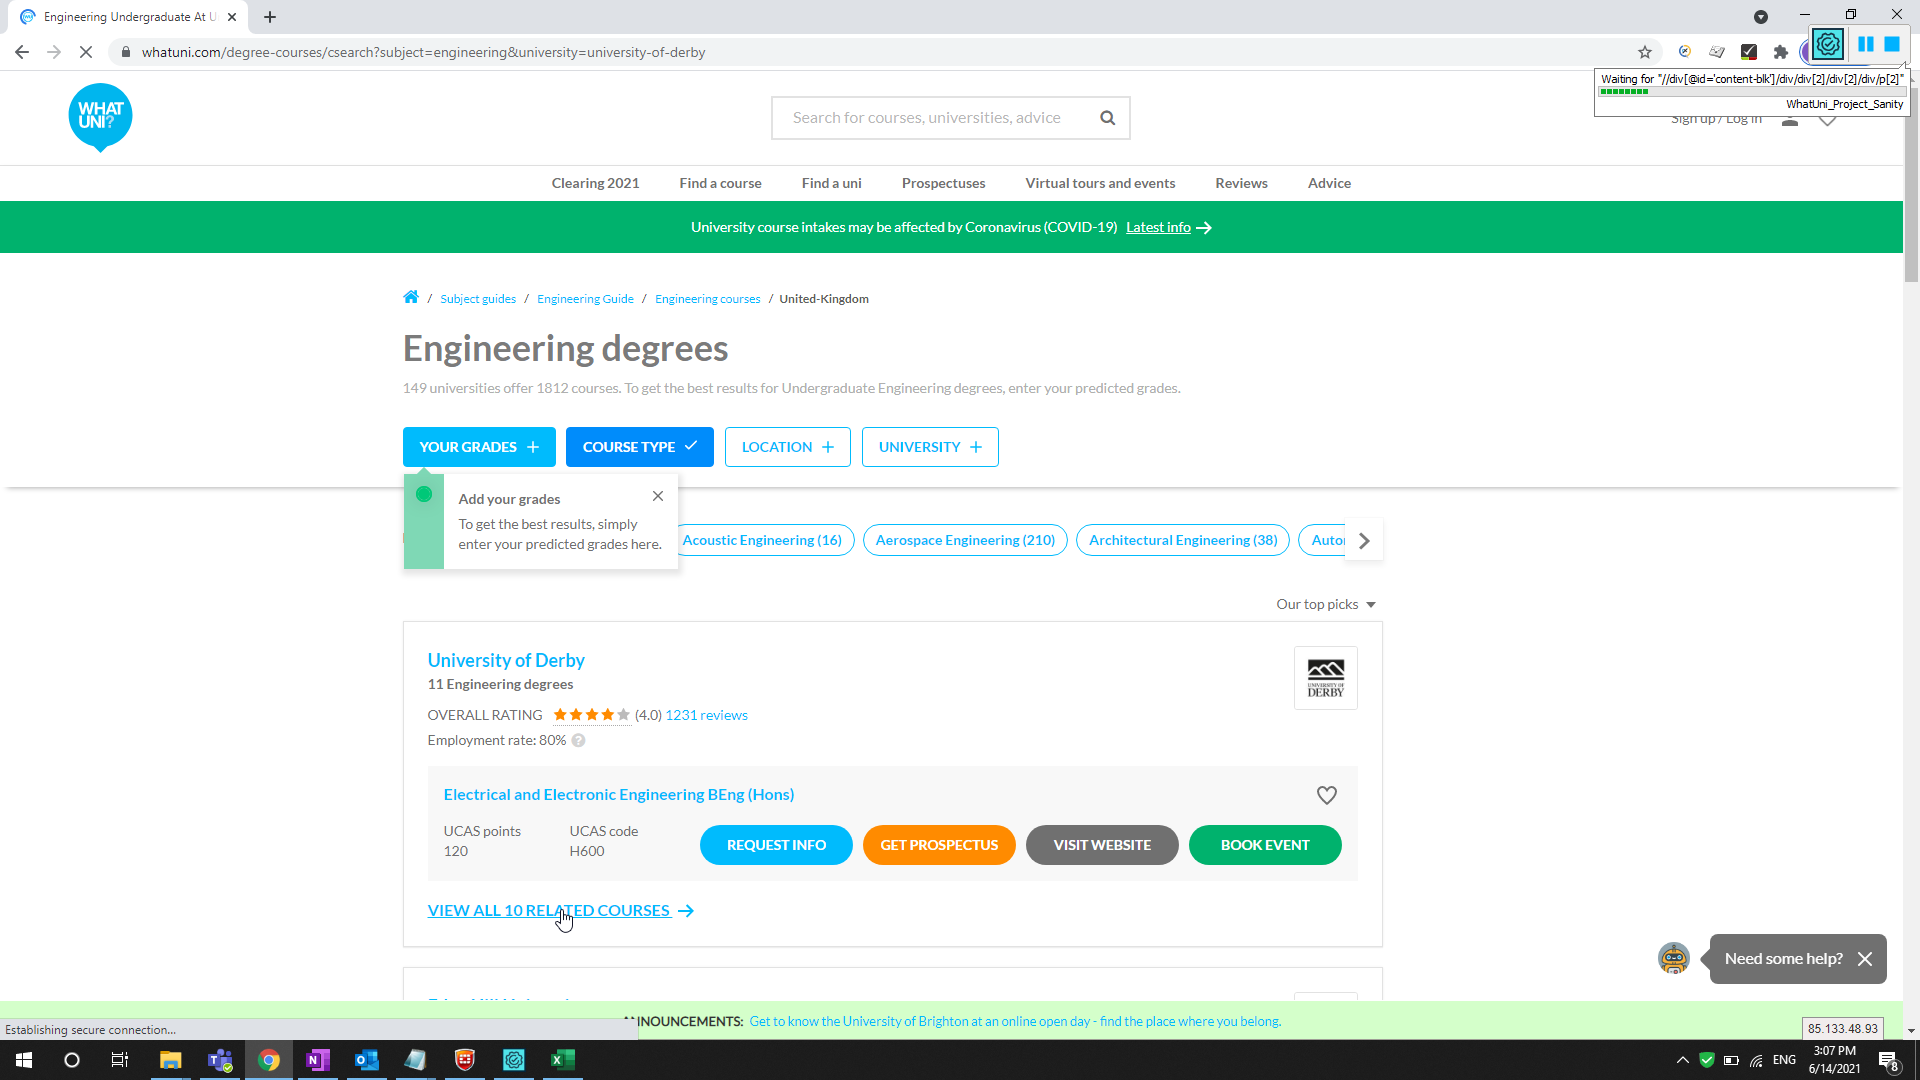 Engineering Undergraduate At U
whatuni.com/degree-courses/csearch?subject=engineering&university=university-of-derby
Waiting for "//div[@id='content-blk']/div/div[2]/div[2]/div/p[2]"
WhatUni_Project_Sanity
WHAT
UNI?
Search for courses, universities, advice
Sign up / Log in
Clearing 2021
Find a course
Find a uni
Prospectuses
Virtual tours and events
Reviews
Advice
University course intakes may be affected by Coronavirus (COVID-19) Latest info
/ Subject guides / Engineering Guide / Engineering courses / United-Kingdom
Engineering degrees
149 universities offer 1812 courses. To get the best results for Undergraduate Engineering degrees, enter your predicted grades.
YOUR GRADES +
COURSE TYPE
LOCATION +
UNIVERSITY +
Add your grades
To get the best results, simply
enter your predicted grades here.
Acoustic Engineering (16)
Aerospace Engineering (210)
Architectural Engineering (38)
Our top picks
University of Derby
11 Engineering degrees
UNIVERSITY OF
DERBY
OVERALL RATING (4.0) 1231 reviews
Employment rate: 80% ?
Electrical and Electronic Engineering BEng (Hons)
UCAS points
120
UCAS code
H600
REQUEST INFO
GET PROSPECTUS
VISIT WEBSITE
BOOK EVENT
VIEW ALL 10 RELATED COURSES
Need some help?
ANNOUNCEMENTS: Get to know the University of Brighton at an online open day - find the place where you belong.
Establishing secure connection...
85.133.48.93
ENG
3:07 PM
6/14/2021
8